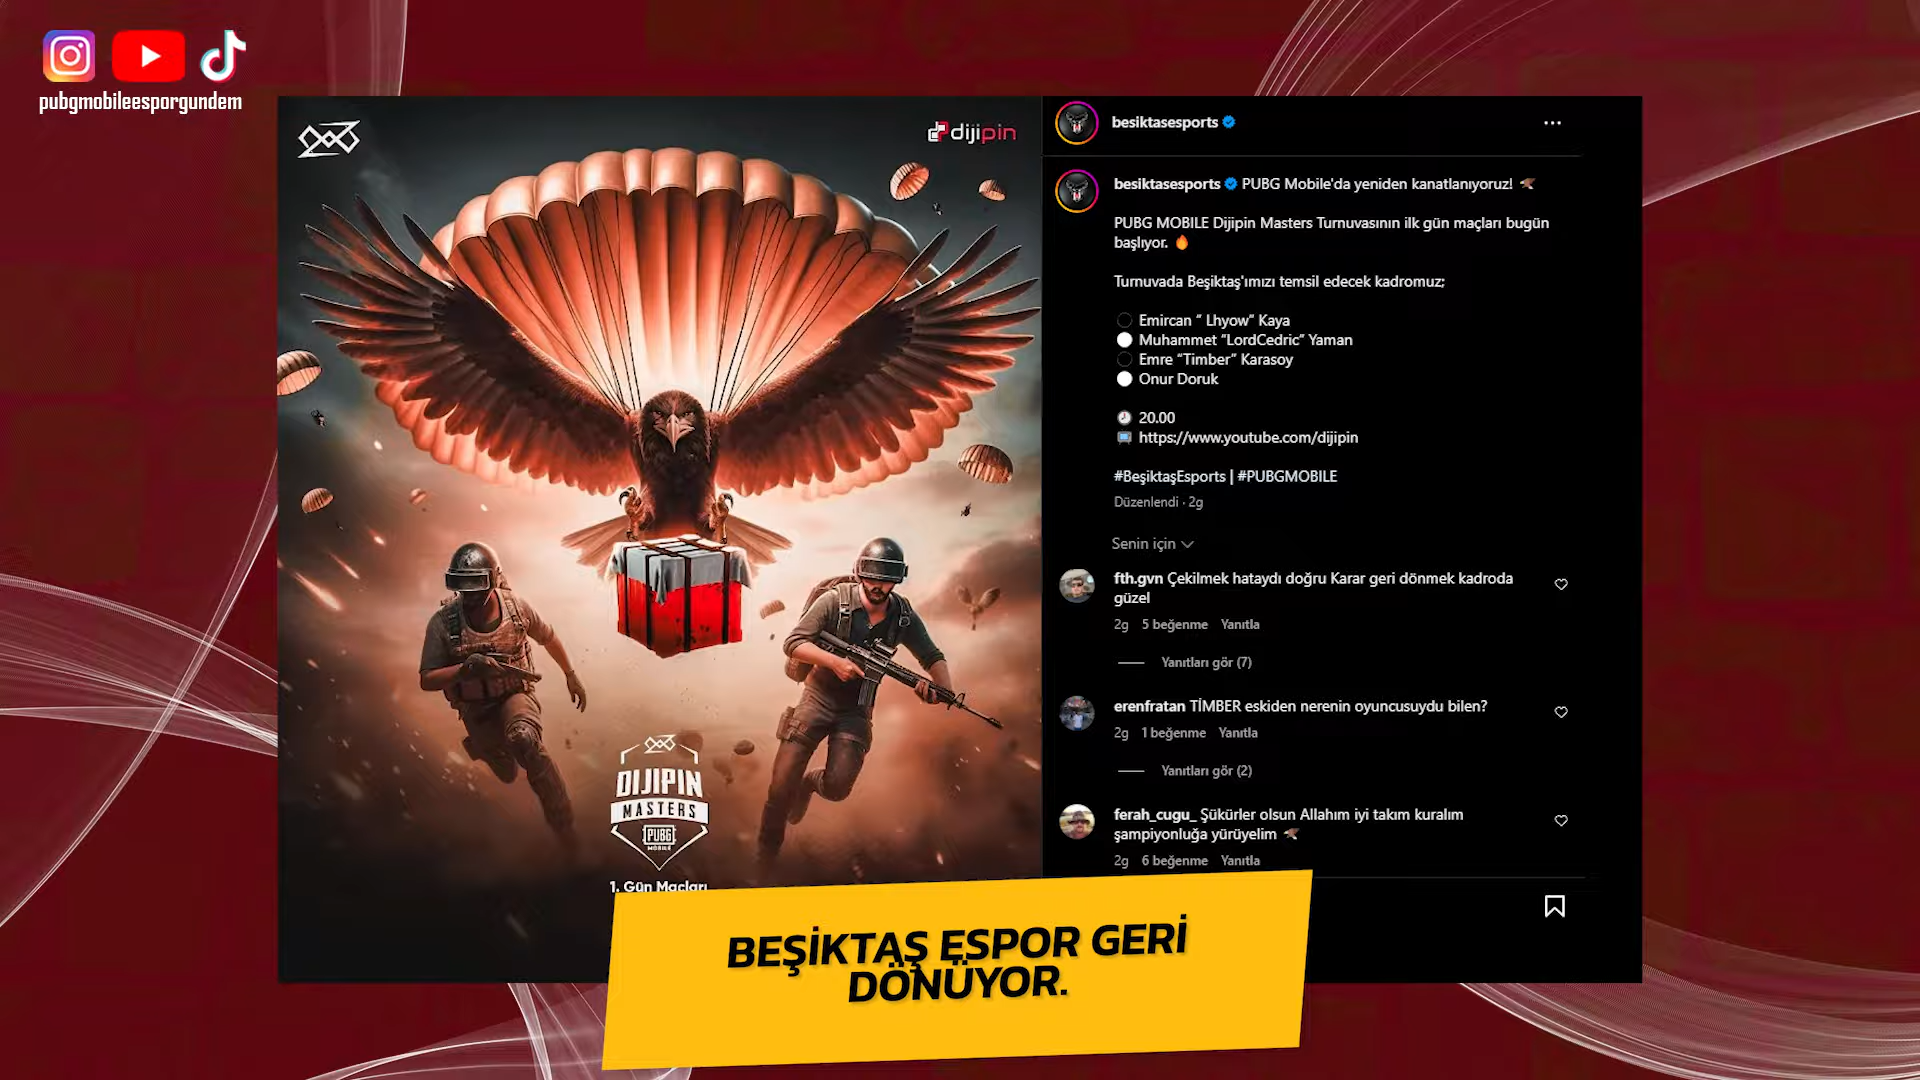 pubgmobileesporgundem
dijipin
besiktasesports
besiktasesports PUBG Mobile'da yeniden kanatlanıyoruz!
PUBG MOBILE Dijipin Masters Turnuvasının ilk gün maçları bugün
başlıyor.
Turnuvada Beşiktaş'ımızı temsil edecek kadromuz;
Emircan “ Lhyow” Kaya
Muhammet “LordCedric” Yaman
Emre “Timber” Karasoy
Onur Doruk
20.00
https://www.youtube.com/dijipin
#BeşiktaşEsports | #PUBGMOBILE
Düzenlendi · 2g
Senin için
fth.gvn Çekilmek hataydı doğru Karar geri dönmek kadroda
güzel
2g 5 beğenme Yanıtla
Yanıtları gör (7)
erenfratan TİMBER eskiden nerenin oyuncusuydu bilen?
2g 1 beğenme Yanıtla
Yanıtları gör (2)
ferah_cugu_ Şükürler olsun Allahım iyi takım kuralım
şampiyonluğa yürüyelim
2g 6 beğenme Yanıtla
DIJIPIN
MASTERS
PUBG
MOBILE
1. Gün Maçları
BEŞİKTAŞ ESPOR GERİ
DÖNÜYOR.